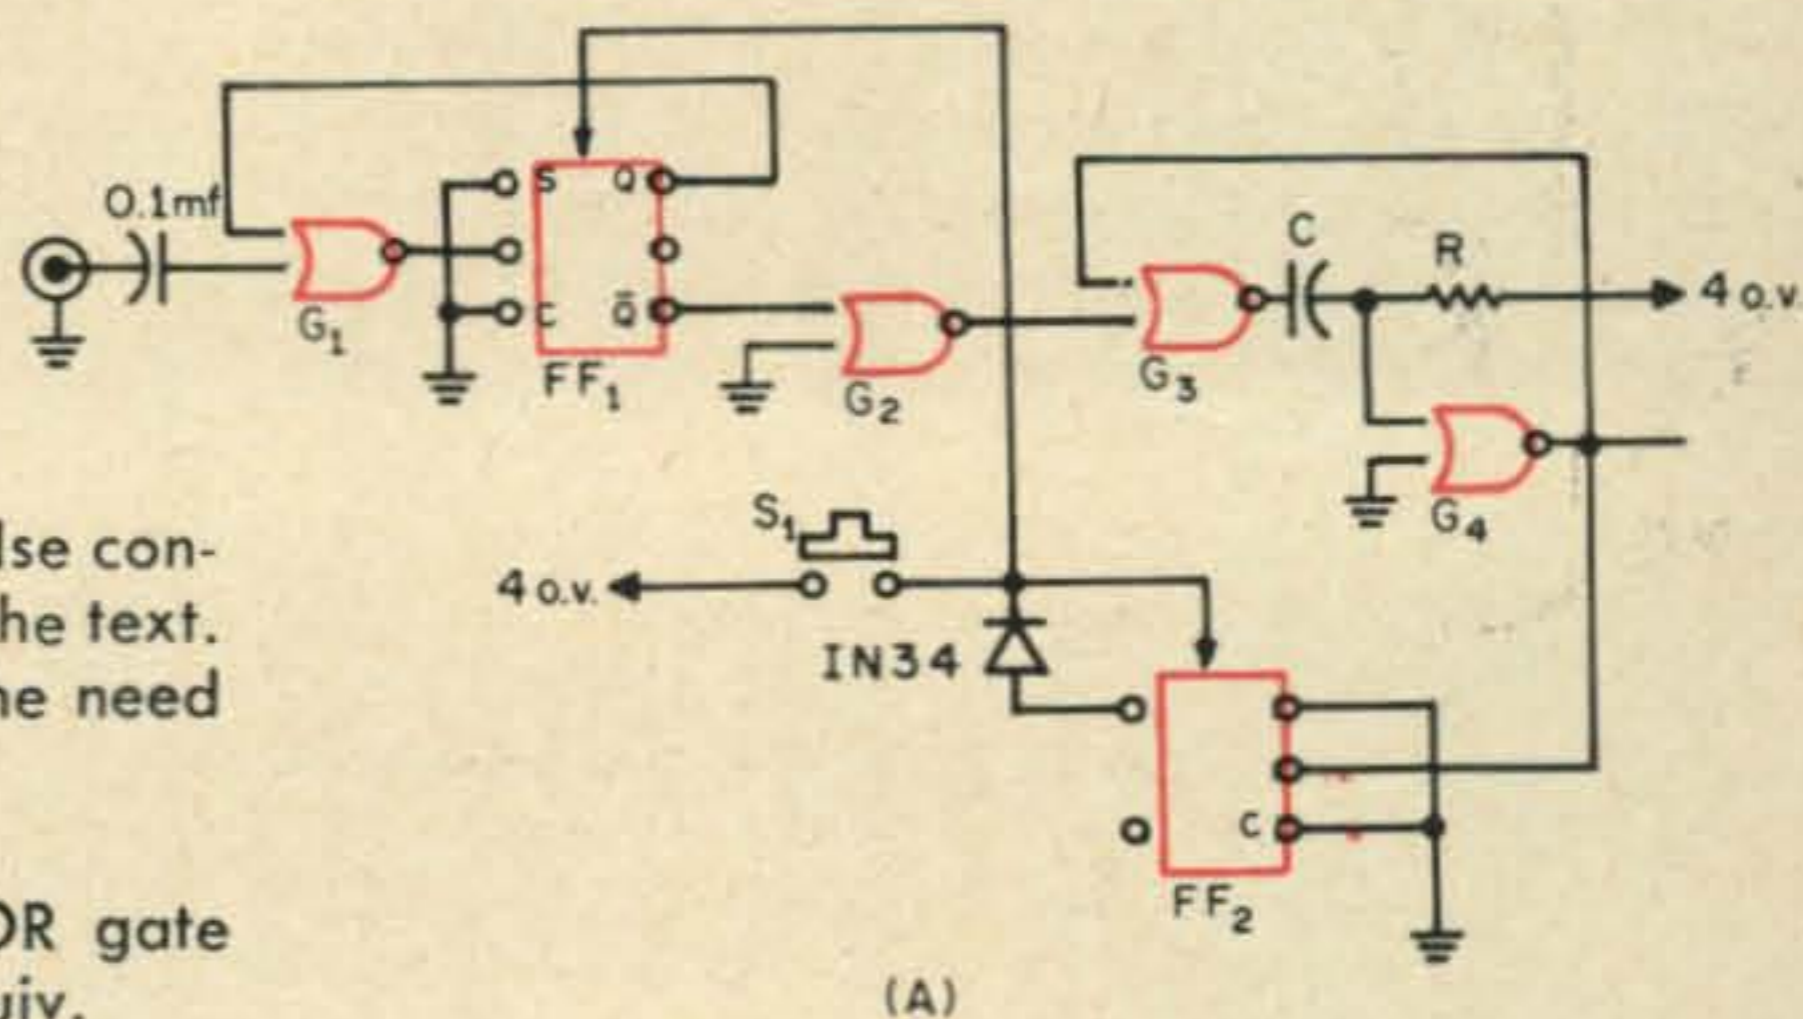 0.1mf
G1
S
Q
C
Q̄
FF1
G2
G3
C
R
4 o.v.
G4
S1
4 o.v.
IN34
C
FF2
(A)
lse con-
he text.
ne need
OR gate
uiv.